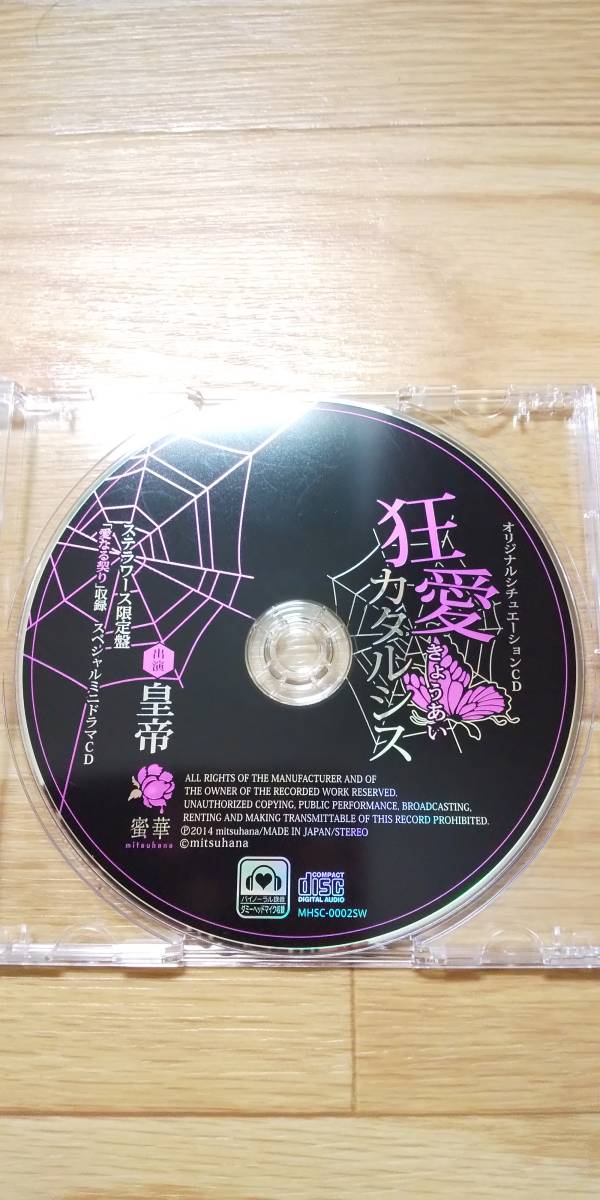 オリジナルシチュエーションCD
狂愛
きょうあい
カタルシス
ステラワース限定盤
「愛なる契り」収録 スペシャルミニドラマCD
出演
皇帝
蜜華
mitsuhana
ALL RIGHTS OF THE MANUFACTURER AND OF
THE OWNER OF THE RECORDED WORK RESERVED.
UNAUTHORIZED COPYING, PUBLIC PERFORMANCE, BROADCASTING,
RENTING AND MAKING TRANSMITTABLE OF THIS RECORD PROHIBITED.
Ⓟ2014 mitsuhana/MADE IN JAPAN/STEREO
©mitsuhana
バイノーラル録音
ダミーヘッドマイク収録
COMPACT
disc
DIGITAL AUDIO
MHSC-0002SW